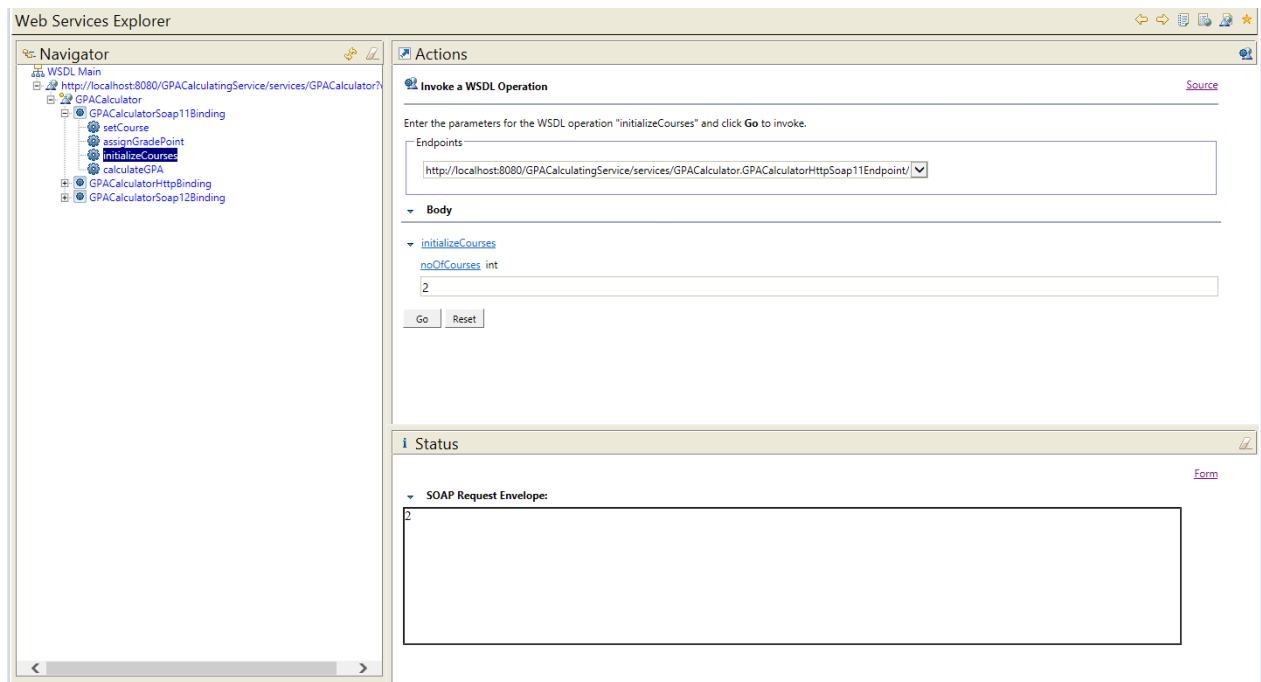 Web Services Explorer
Navigator
WSDL Main
http://localhost:8080/GPACalculatingService/services/GPACalculator?
GPACalculator
GPACalculatorSoap11Binding
setCourse
assignGradePoint
initializeCourses
calculateGPA
GPACalculatorHttpBinding
GPACalculatorSoap12Binding
Actions
Invoke a WSDL Operation
Source
Enter the parameters for the WSDL operation "initializeCourses" and click Go to invoke.
Endpoints
http://localhost:8080/GPACalculatingService/services/GPACalculator.GPACalculatorHttpSoap11Endpoint/
Body
initializeCourses
noOfCourses int
2
Go Reset
i Status
Form
SOAP Request Envelope:
2